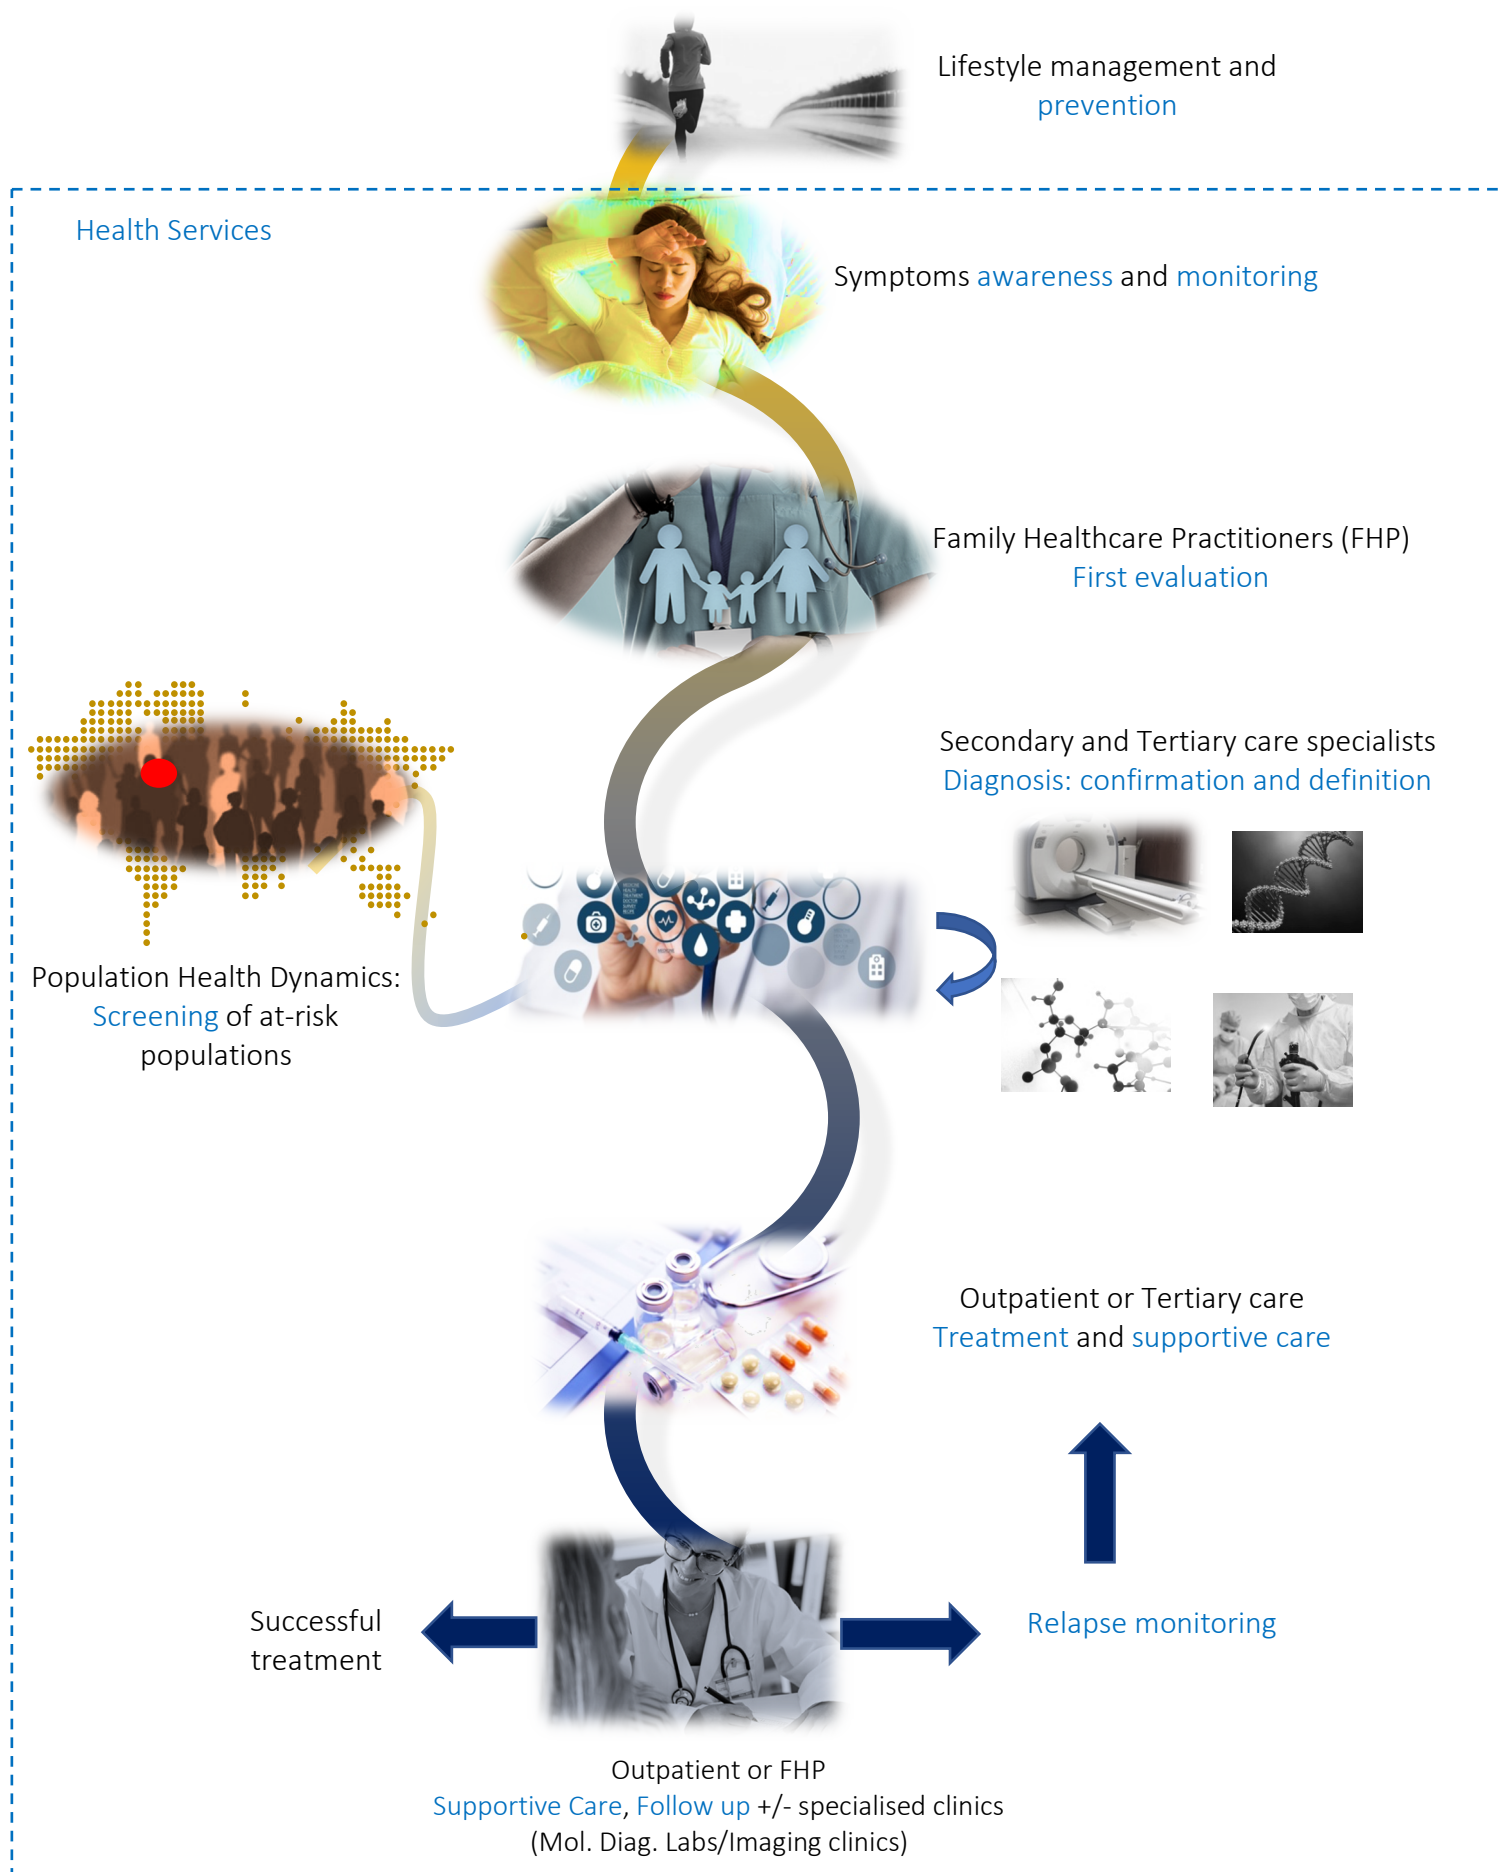 Lifestyle management and
prevention
Health Services
Symptoms awareness and monitoring
Family Healthcare Practitioners (FHP)
First evaluation
Secondary and Tertiary care specialists
Diagnosis: confirmation and definition
Population Health Dynamics:
Screening of at-risk
populations
Outpatient or Tertiary care
Treatment and supportive care
Successful
treatment
Relapse monitoring
Outpatient or FHP
Supportive Care, Follow up +/- specialised clinics
(Mol. Diag. Labs/Imaging clinics)